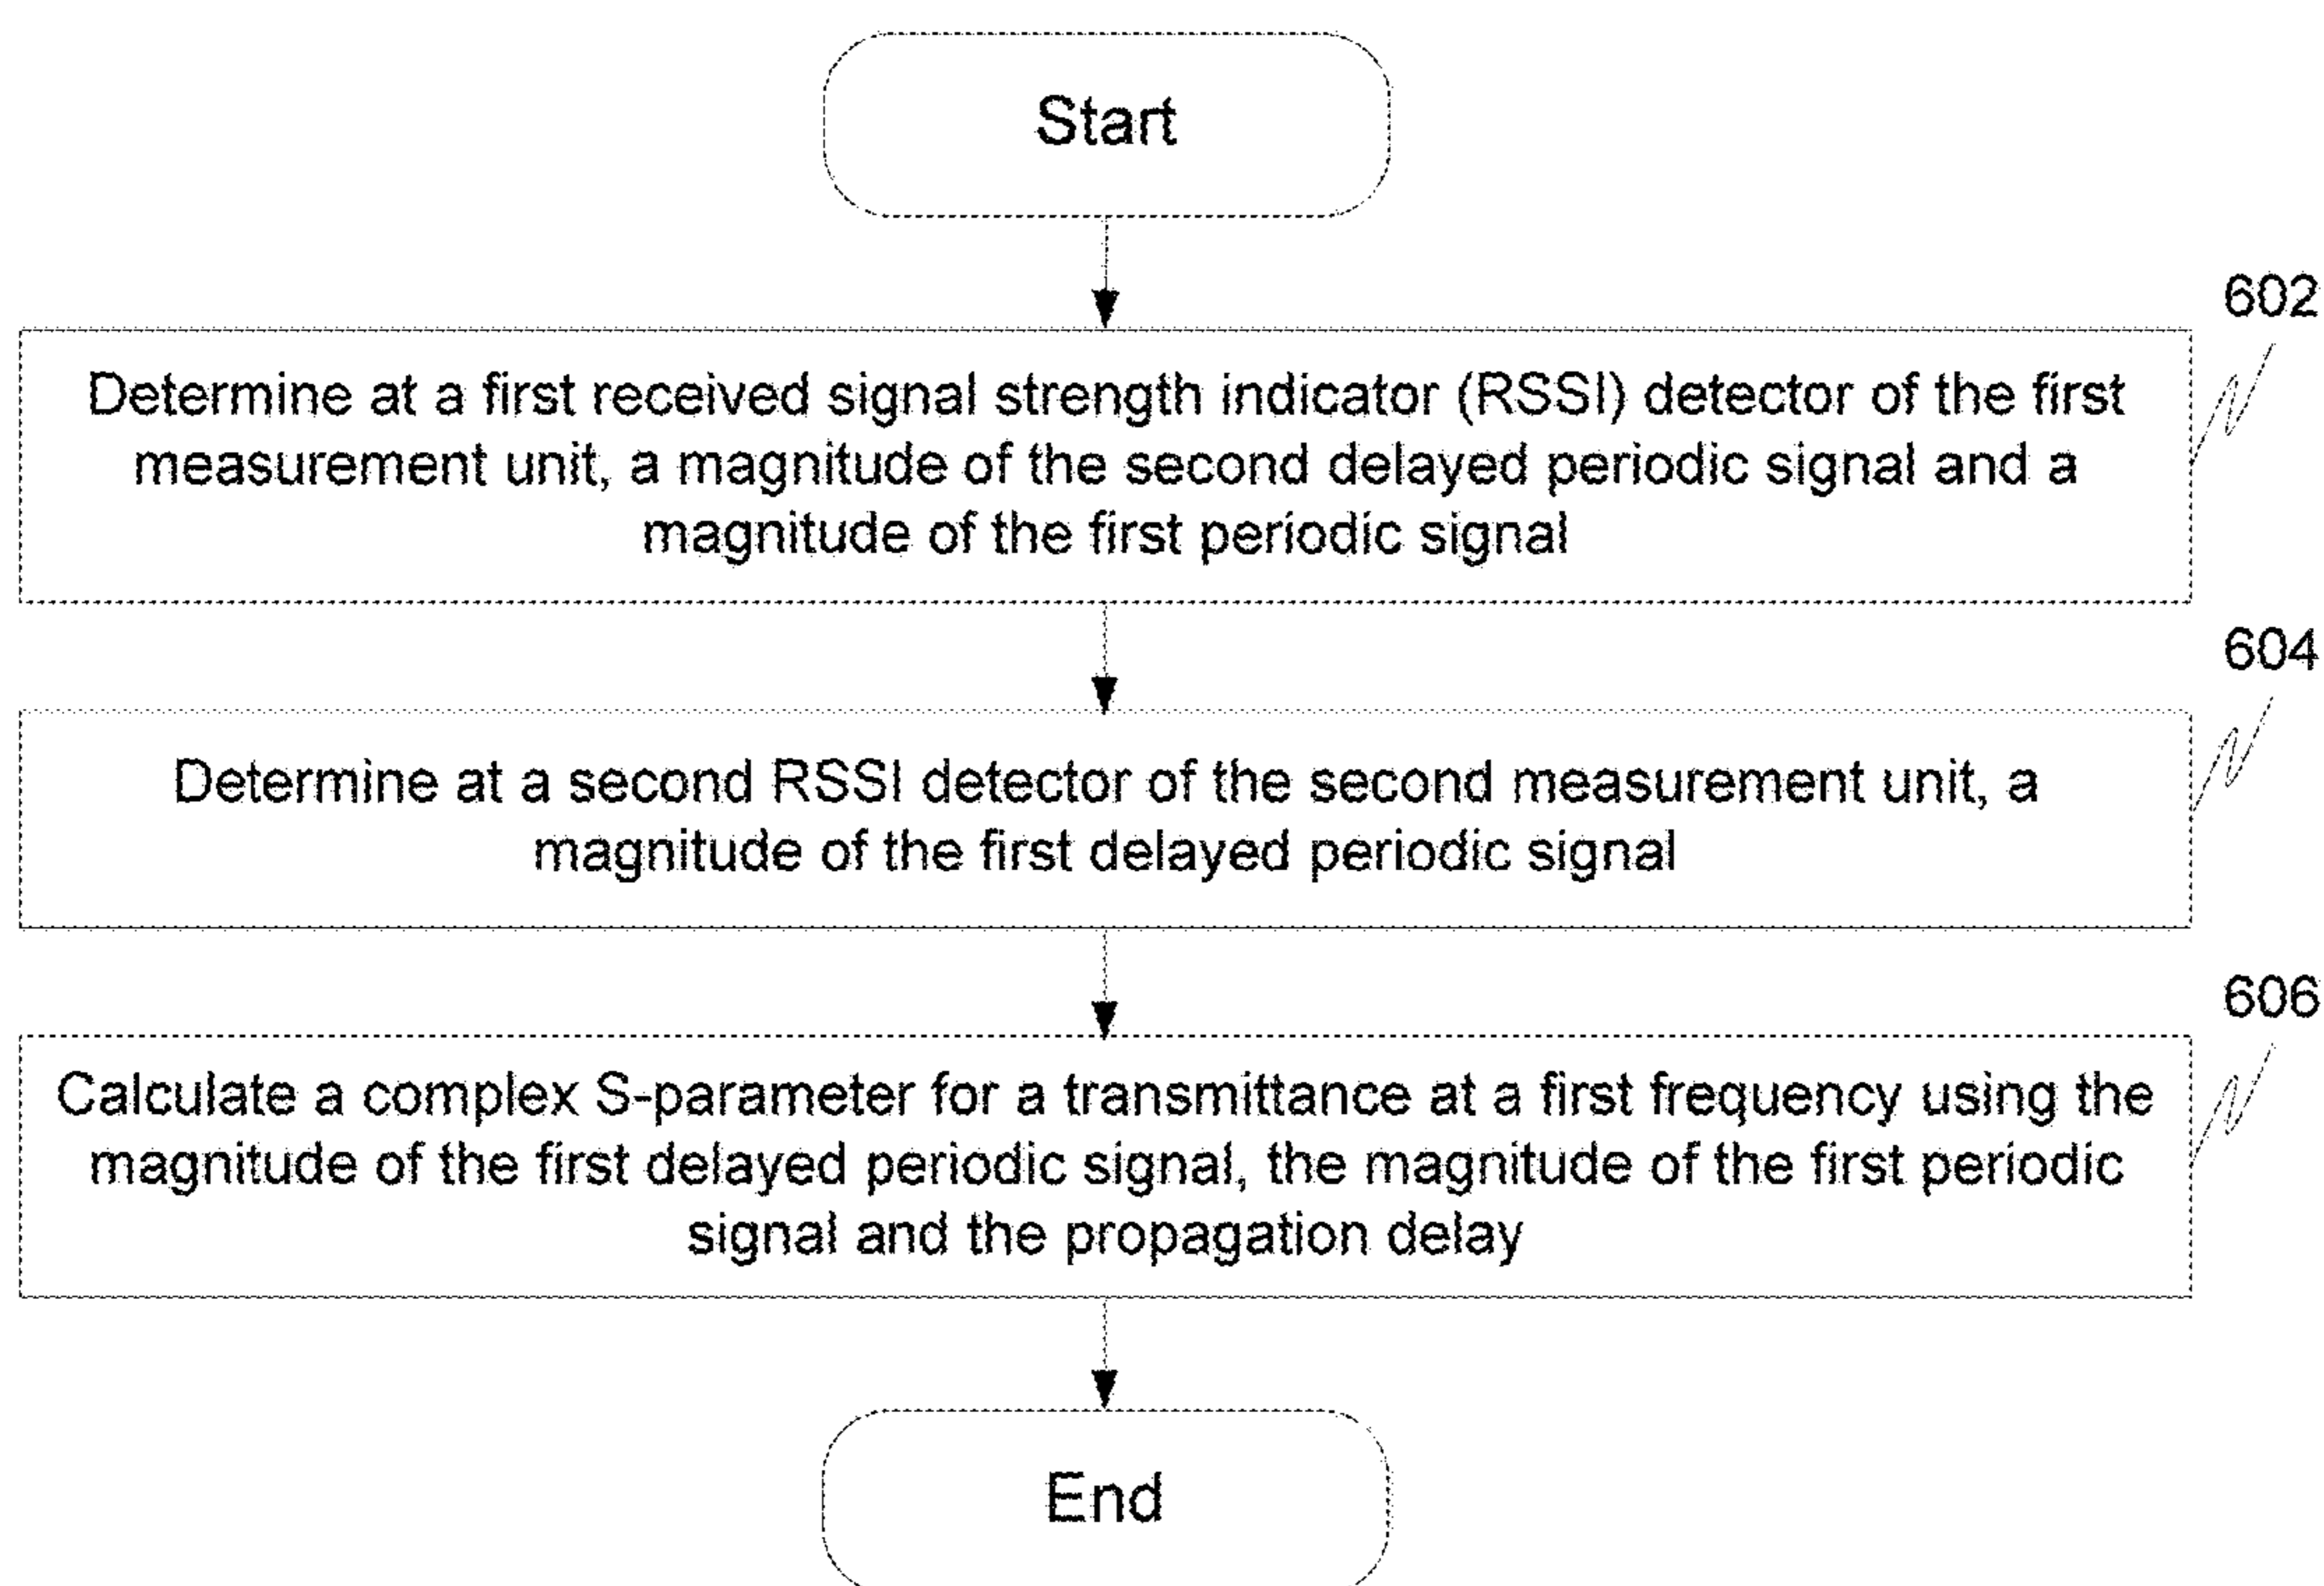 Start
602
Determine at a first received signal strength indicator (RSSI) detector of the first
measurement unit, a magnitude of the second delayed periodic signal and a
magnitude of the first periodic signal
604
Determine at a second RSSI detector of the second measurement unit, a
magnitude of the first delayed periodic signal
606
Calculate a complex S-parameter for a transmittance at a first frequency using the
magnitude of the first delayed periodic signal, the magnitude of the first periodic
signal and the propagation delay
End